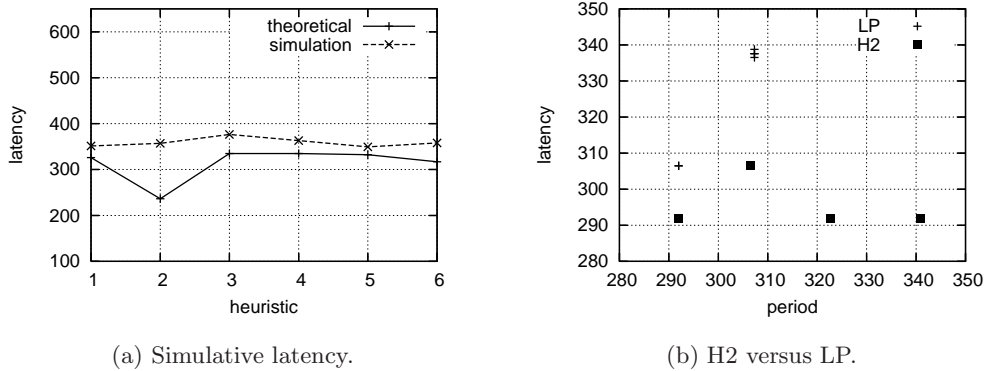 theoretical
simulation
600
500
400
300
200
100
1 2 3 4 5 6
latency
heuristic
(a) Simulative latency.
LP
H2
350
340
330
320
310
300
290
280
280 290 300 310 320 330 340 350
latency
period
(b) H2 versus LP.